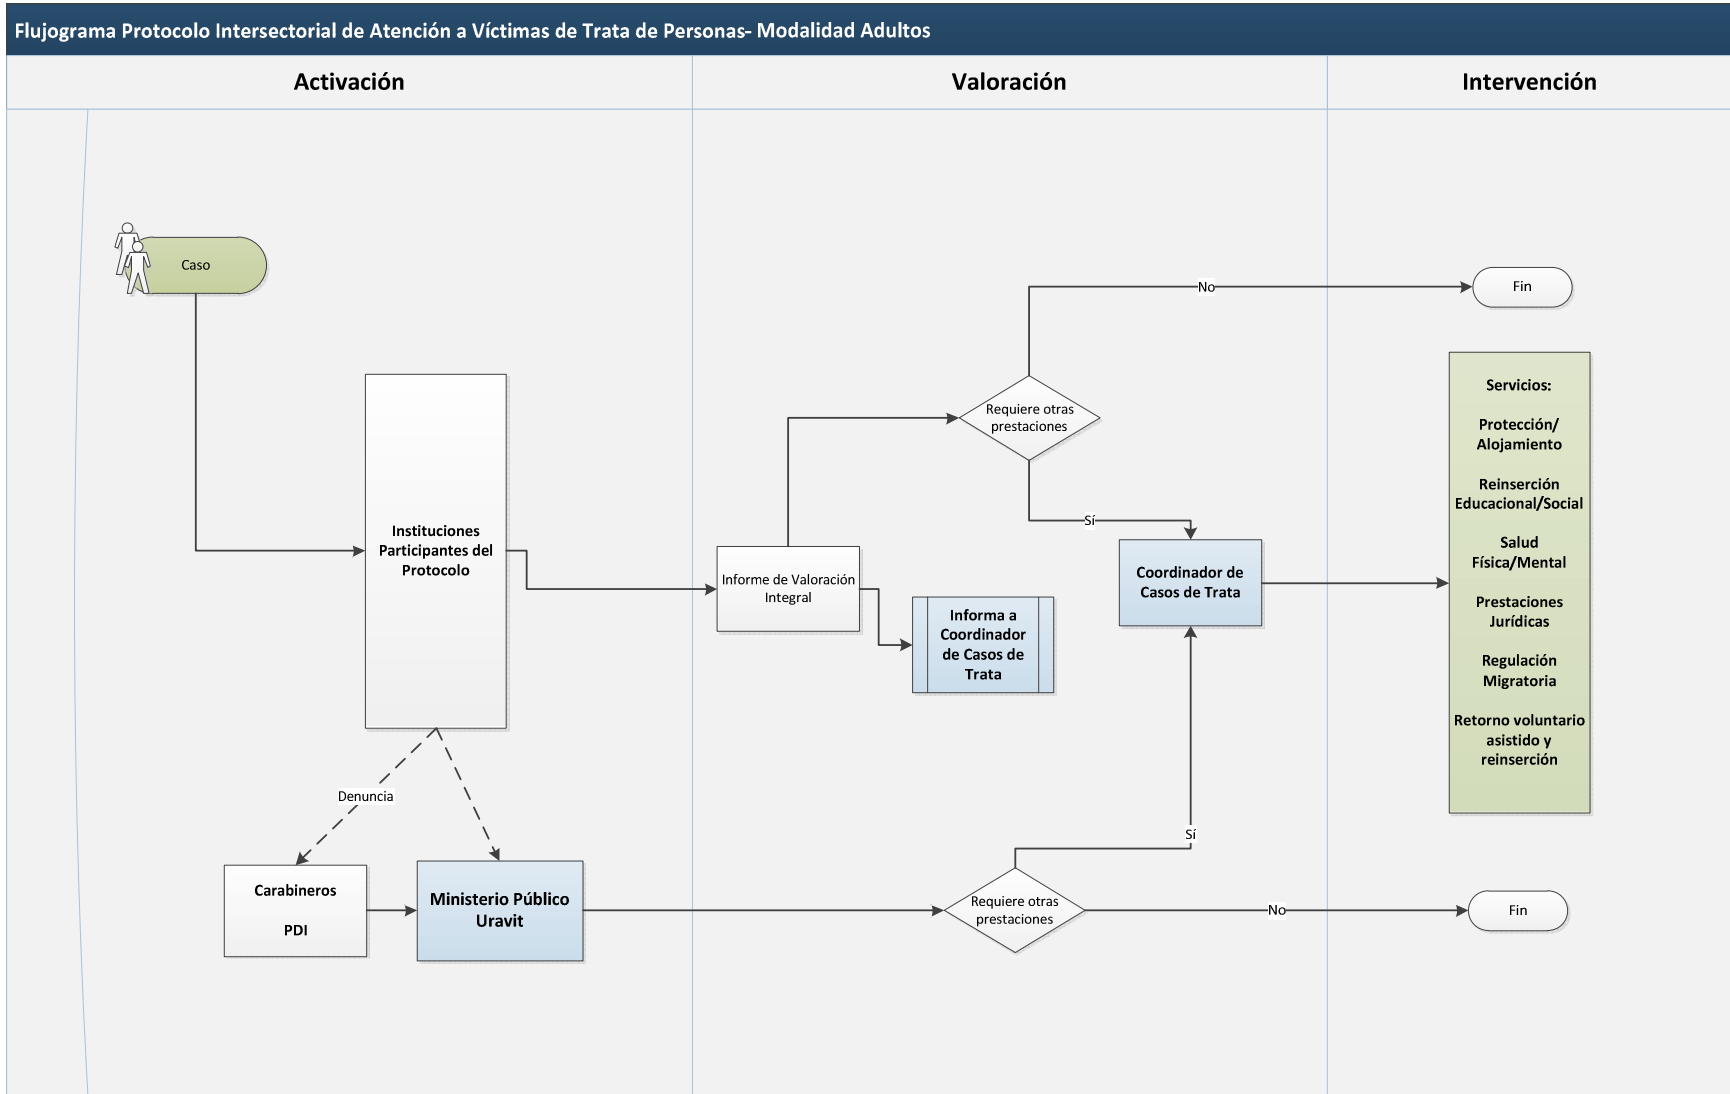 Flujograma Protocolo Intersectorial de Atención a Víctimas de Trata de Personas- Modalidad Adultos
Activación
Valoración
Intervención
Caso
Instituciones
Participantes del
Protocolo
Denuncia
Carabineros
PDI
Ministerio Público
Uravit
Informe de Valoración
Integral
Requiere otras
prestaciones
No
Sí
Informa a
Coordinador
de Casos de
Trata
Coordinador de
Casos de Trata
Sí
Requiere otras
prestaciones
No
Fin
Servicios:
Protección/
Alojamiento
Reinserción
Educacional/Social
Salud
Física/Mental
Prestaciones
Jurídicas
Regulación
Migratoria
Retorno voluntario
asistido y
reinserción
Fin